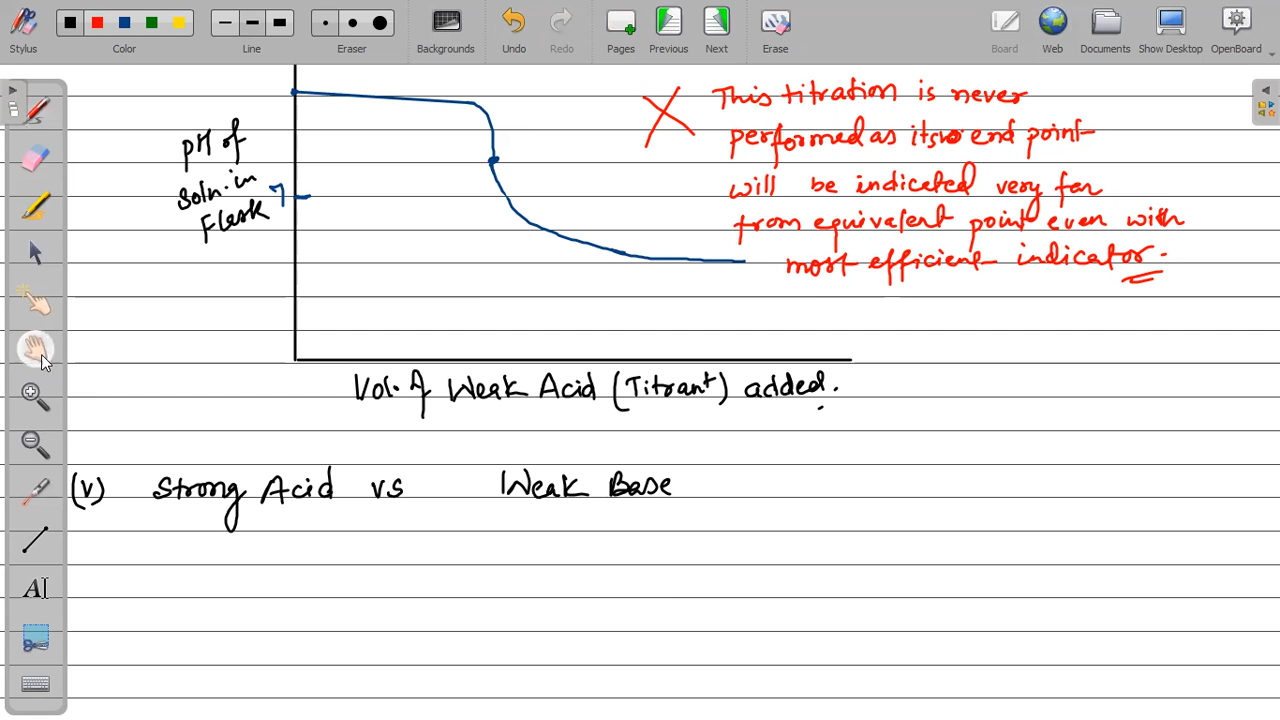 Stylus
Color
Line
Eraser
Backgrounds
Undo
Redo
Pages
Previous
Next
Erase
Board
Web
Documents
Show Desktop
OpenBoard
This titration is never
performed as its end point
will be indicated very far
from equivalent point even with
most efficient indicator.
pH of
Soln. in
Flask
7
Vol. of Weak Acid (Titrant) added.
(v) Strong Acid vs Weak Base